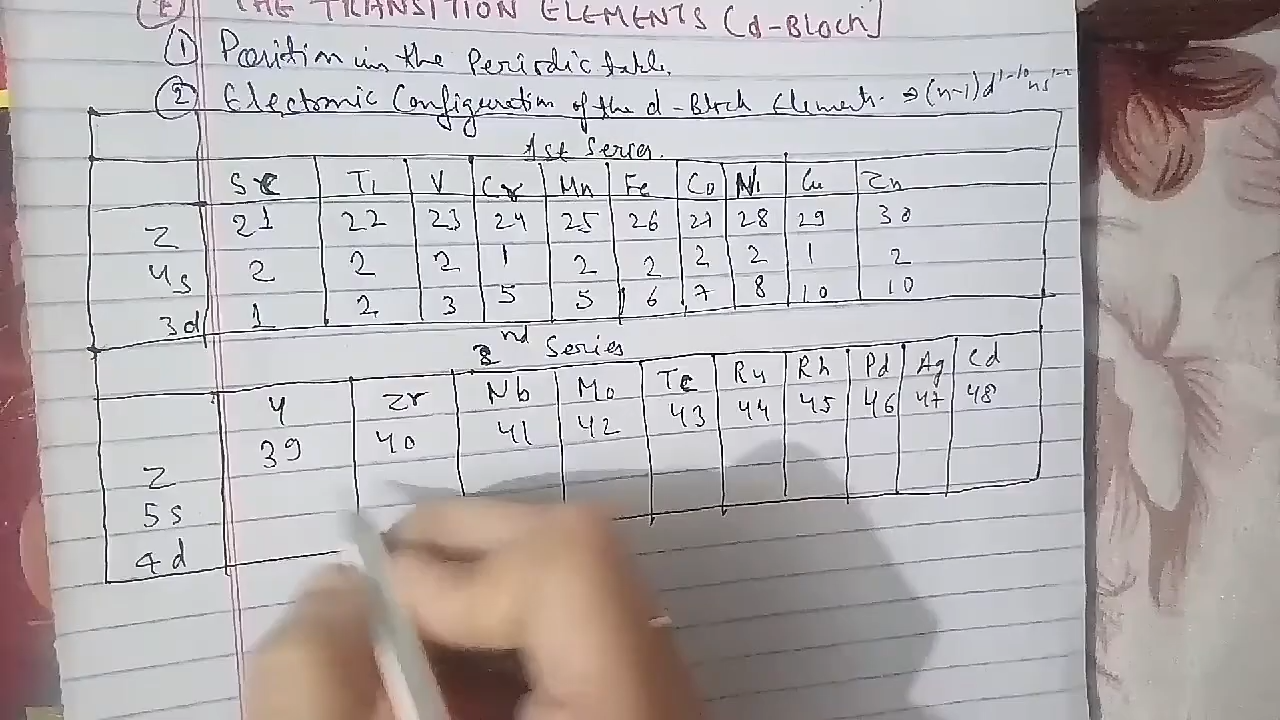 THE TRANSITION ELEMENTS (d-Block]
① Position in the Periodic table.
② Electronic Configuration of the d-Block Element. ⇒ (n-1)d¹⁻¹⁰ns¹⁻²
1st Series.
Sc Ti V Cr Mn Fe Co Ni Cu Zn
Z 21 22 23 24 25 26 27 28 29 30
4s 2 2 2 1 2 2 2 2 1 2
3d 1 2 3 5 5 6 7 8 10 10
2nd Series
Y Zr Nb Mo Tc Ru Rh Pd Ag Cd
Z 39 40 41 42 43 44 45 46 47 48
5s
4d